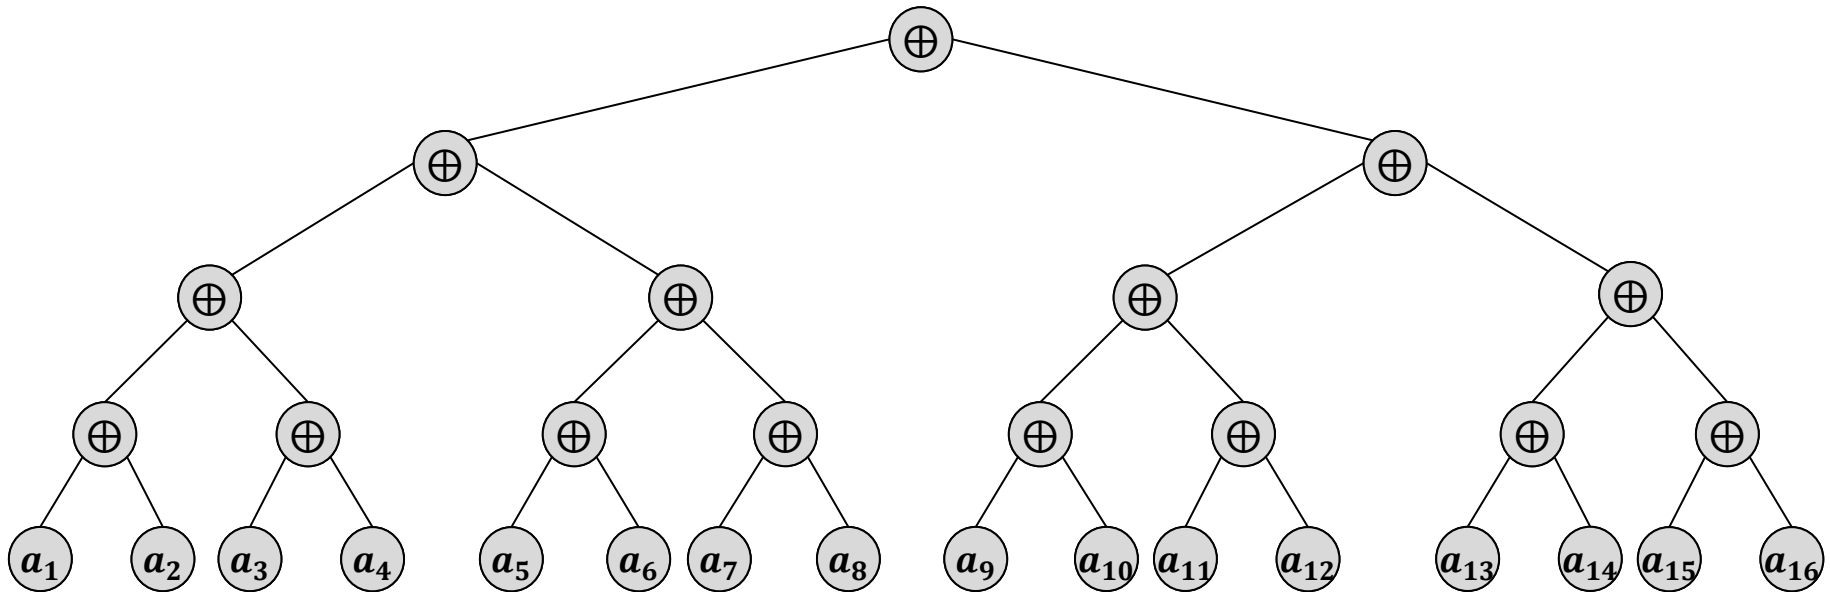 ⊕
⊕ ⊕
⊕ ⊕ ⊕ ⊕
⊕ ⊕ ⊕ ⊕ ⊕ ⊕ ⊕ ⊕
a₁ a₂ a₃ a₄ a₅ a₆ a₇ a₈ a₉ a₁₀ a₁₁ a₁₂ a₁₃ a₁₄ a₁₅ a₁₆